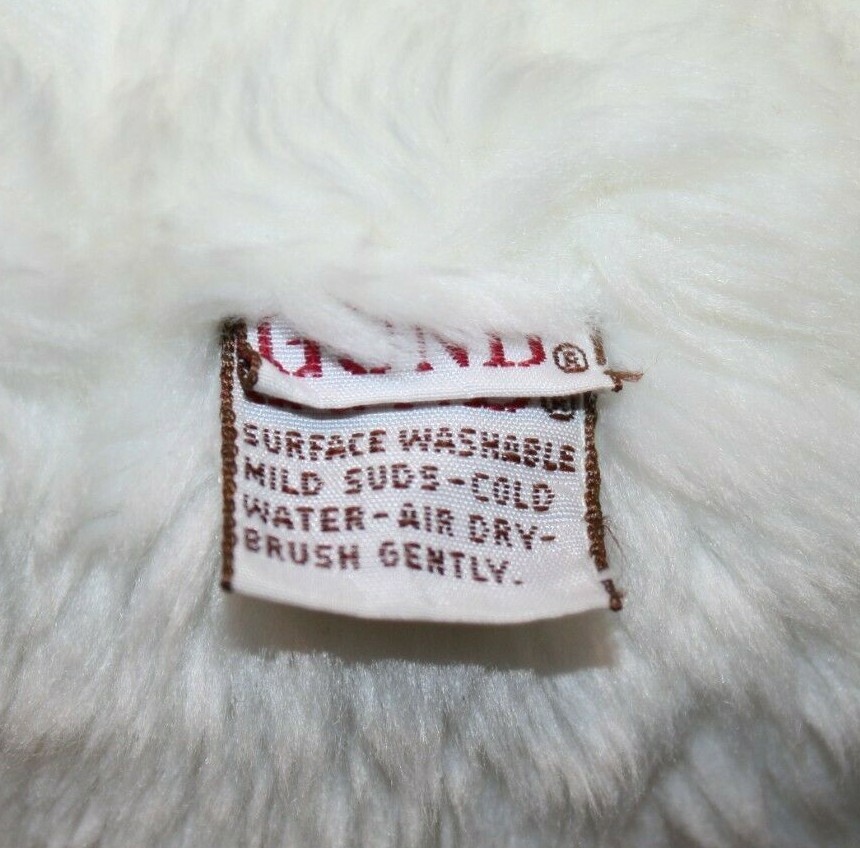 GUND®
SURFACE WASHABLE
MILD SUDS-COLD
WATER-AIR DRY-
BRUSH GENTLY.